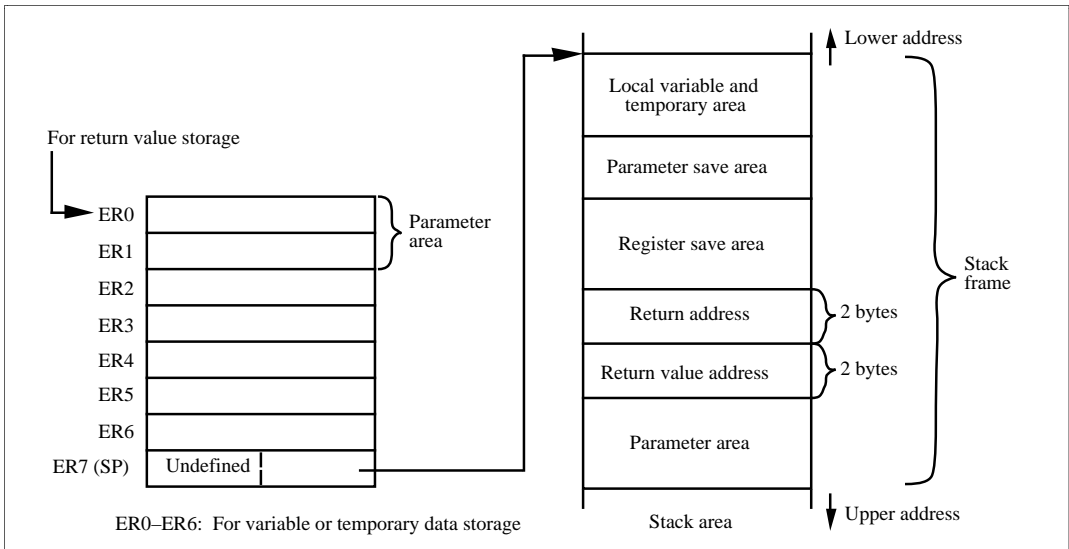 For return value storage
ER0
ER1
ER2
ER3
ER4
ER5
ER6
ER7 (SP)
Undefined
Parameter
area
ER0–ER6: For variable or temporary data storage
Lower address
Local variable and
temporary area
Parameter save area
Register save area
Return address
2 bytes
Return value address
2 bytes
Parameter area
Stack
frame
Stack area
Upper address